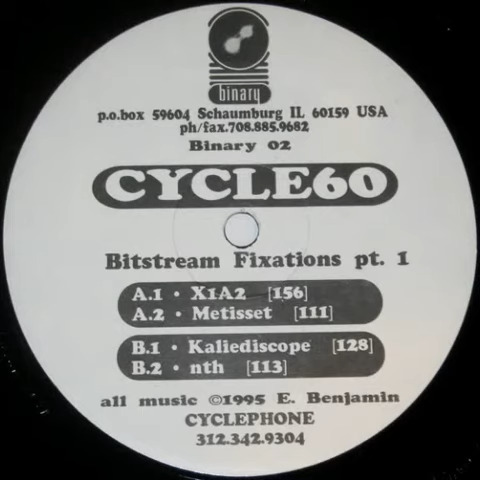 binary
p.o.box 59604 Schaumburg IL 60159 USA
ph/fax.708.885.9682
Binary 02
CYCLE60
Bitstream Fixations pt. 1
A.1 • X1A2 [156]
A.2 • Metisset [111]
B.1 • Kaliediscope [128]
B.2 • nth [113]
all music ©1995 E. Benjamin
CYCLEPHONE
312.342.9304